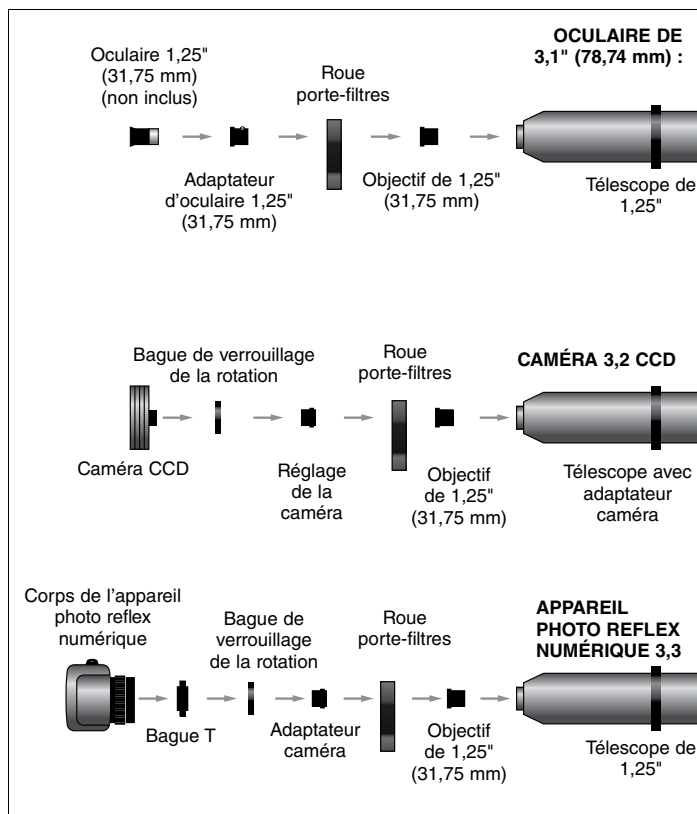 OCULAIRE DE
3,1" (78,74 mm) :
Oculaire 1,25"
(31,75 mm)
(non inclus)
Roue
porte-filtres
Adaptateur
d'oculaire 1,25"
(31,75 mm)
Objectif de 1,25"
(31,75 mm)
Télescope de
1,25"
CAMÉRA 3,2 CCD
Bague de verrouillage
de la rotation
Roue
porte-filtres
Caméra CCD
Réglage
de la
caméra
Objectif
de 1,25"
(31,75 mm)
Télescope avec
adaptateur
caméra
APPAREIL
PHOTO REFLEX
NUMÉRIQUE 3,3
Corps de l'appareil
photo reflex
numérique
Bague de
verrouillage
de la rotation
Roue
porte-filtres
Bague T
Adaptateur
caméra
Objectif
de 1,25"
(31,75 mm)
Télescope de
1,25"